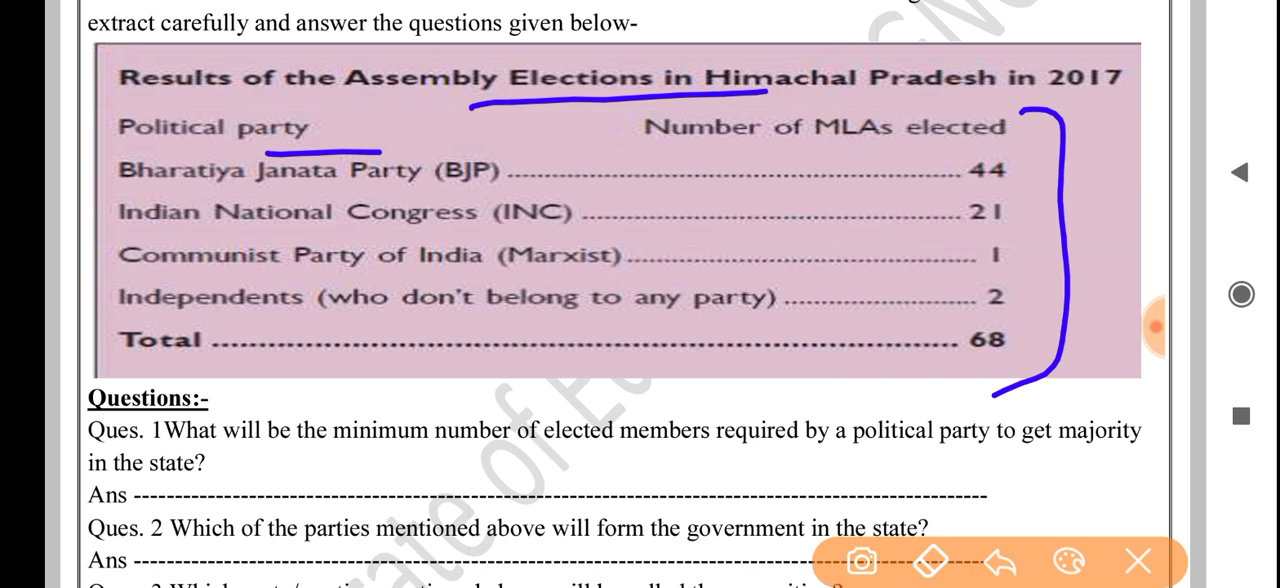 extract carefully and answer the questions given below-
Results of the Assembly Elections in Himachal Pradesh in 2017
Political party Number of MLAs elected
Bharatiya Janata Party (BJP) ........................................................................ 44
Indian National Congress (INC) ............................................................. 21
Communist Party of India (Marxist) ........................................................ 1
Independents (who don't belong to any party) ............................... 2
Total .............................................................................................................. 68
Questions:-
Ques. 1What will be the minimum number of elected members required by a political party to get majority
in the state?
Ans ---------------------------------------------------------------------------------------------------------
Ques. 2 Which of the parties mentioned above will form the government in the state?
Ans ---------------------------------------------------------------------------------------------------------